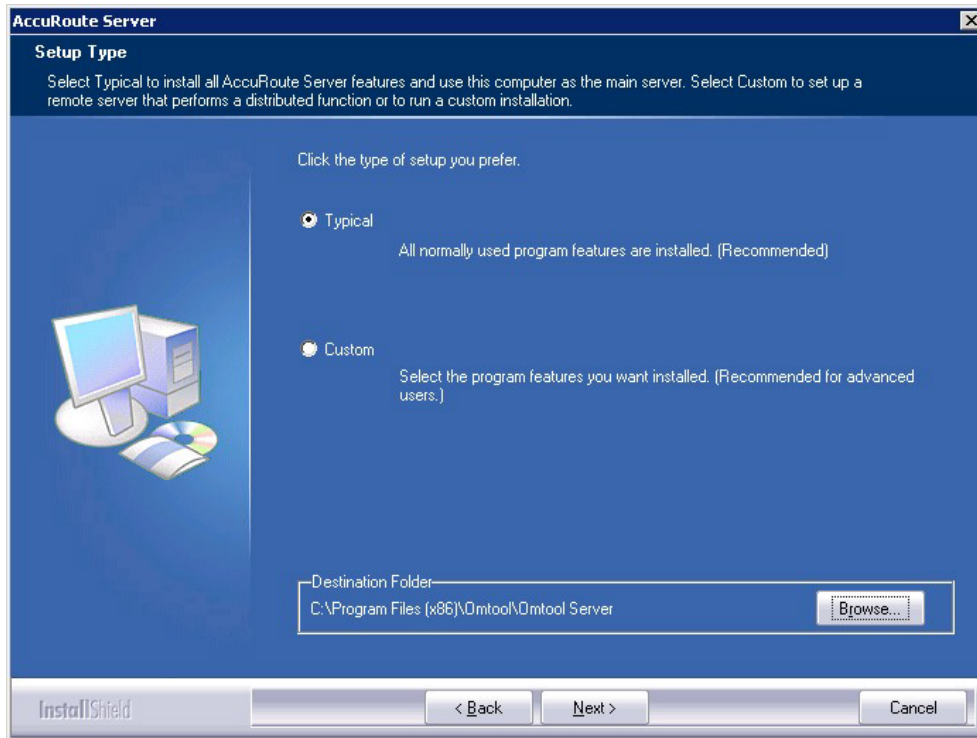 AccuRoute Server
Setup Type
Select Typical to install all AccuRoute Server features and use this computer as the main server. Select Custom to set up a
remote server that performs a distributed function or to run a custom installation.
Click the type of setup you prefer.
Typical
All normally used program features are installed. (Recommended)
Custom
Select the program features you want installed. (Recommended for advanced
users.)
Destination Folder
C:\Program Files (x86)\Omtool\Omtool Server
Browse...
InstallShield
< Back
Next >
Cancel